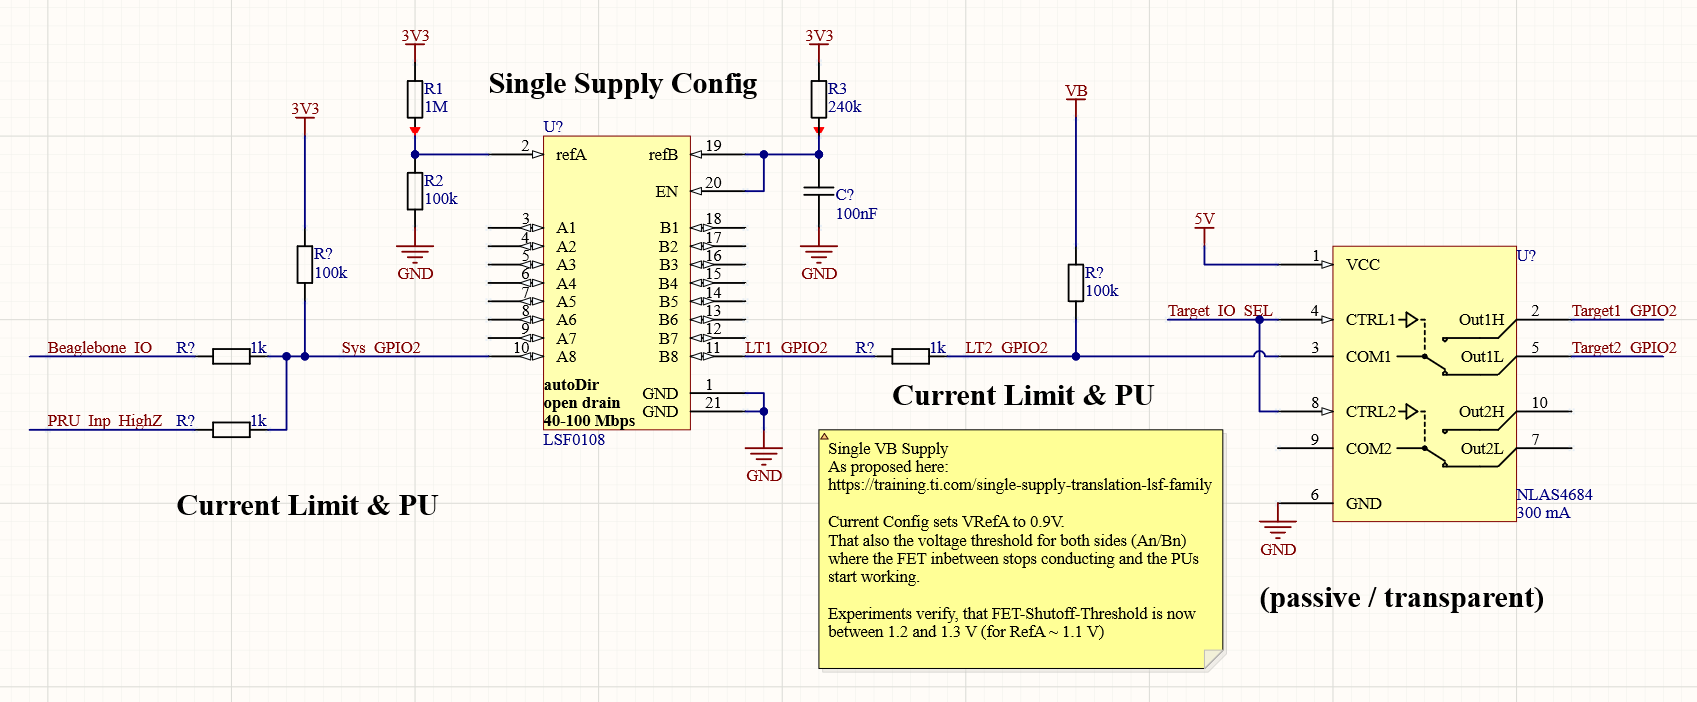 Single Supply Config
3V3
R1
1M
3V3
R3
240k
3V3
VB
U?
2
refA
refB
19
R2
100k
EN
20
C?
100nF
GND
GND
3
A1
B1
18
4
A2
B2
17
5
A3
B3
16
6
A4
B4
15
7
A5
B5
14
8
A6
B6
13
9
A7
B7
12
10
A8
B8
11
R?
100k
R?
100k
Beaglebone_IO
R?
1k
Sys_GPIO2
LT1_GPIO2
R?
1k
LT2_GPIO2
PRU_Inp_HighZ
R?
1k
autoDir
open drain
40-100 Mbps
LSF0108
GND
1
GND
21
GND
Current Limit & PU
Current Limit & PU
5V
U?
1
VCC
Target_IO_SEL
4
CTRL1
Out1H
2
Target1_GPIO2
3
COM1
Out1L
5
Target2_GPIO2
8
CTRL2
Out2H
10
9
COM2
Out2L
7
6
GND
NLAS4684
300 mA
GND
(passive / transparent)
Single VB Supply
As proposed here:
https://training.ti.com/single-supply-translation-lsf-family
Current Config sets VRefA to 0.9V.
That also the voltage threshold for both sides (An/Bn)
where the FET inbetween stops conducting and the PUs
start working.
Experiments verify, that FET-Shutoff-Threshold is now
between 1.2 and 1.3 V (for RefA ~ 1.1 V)